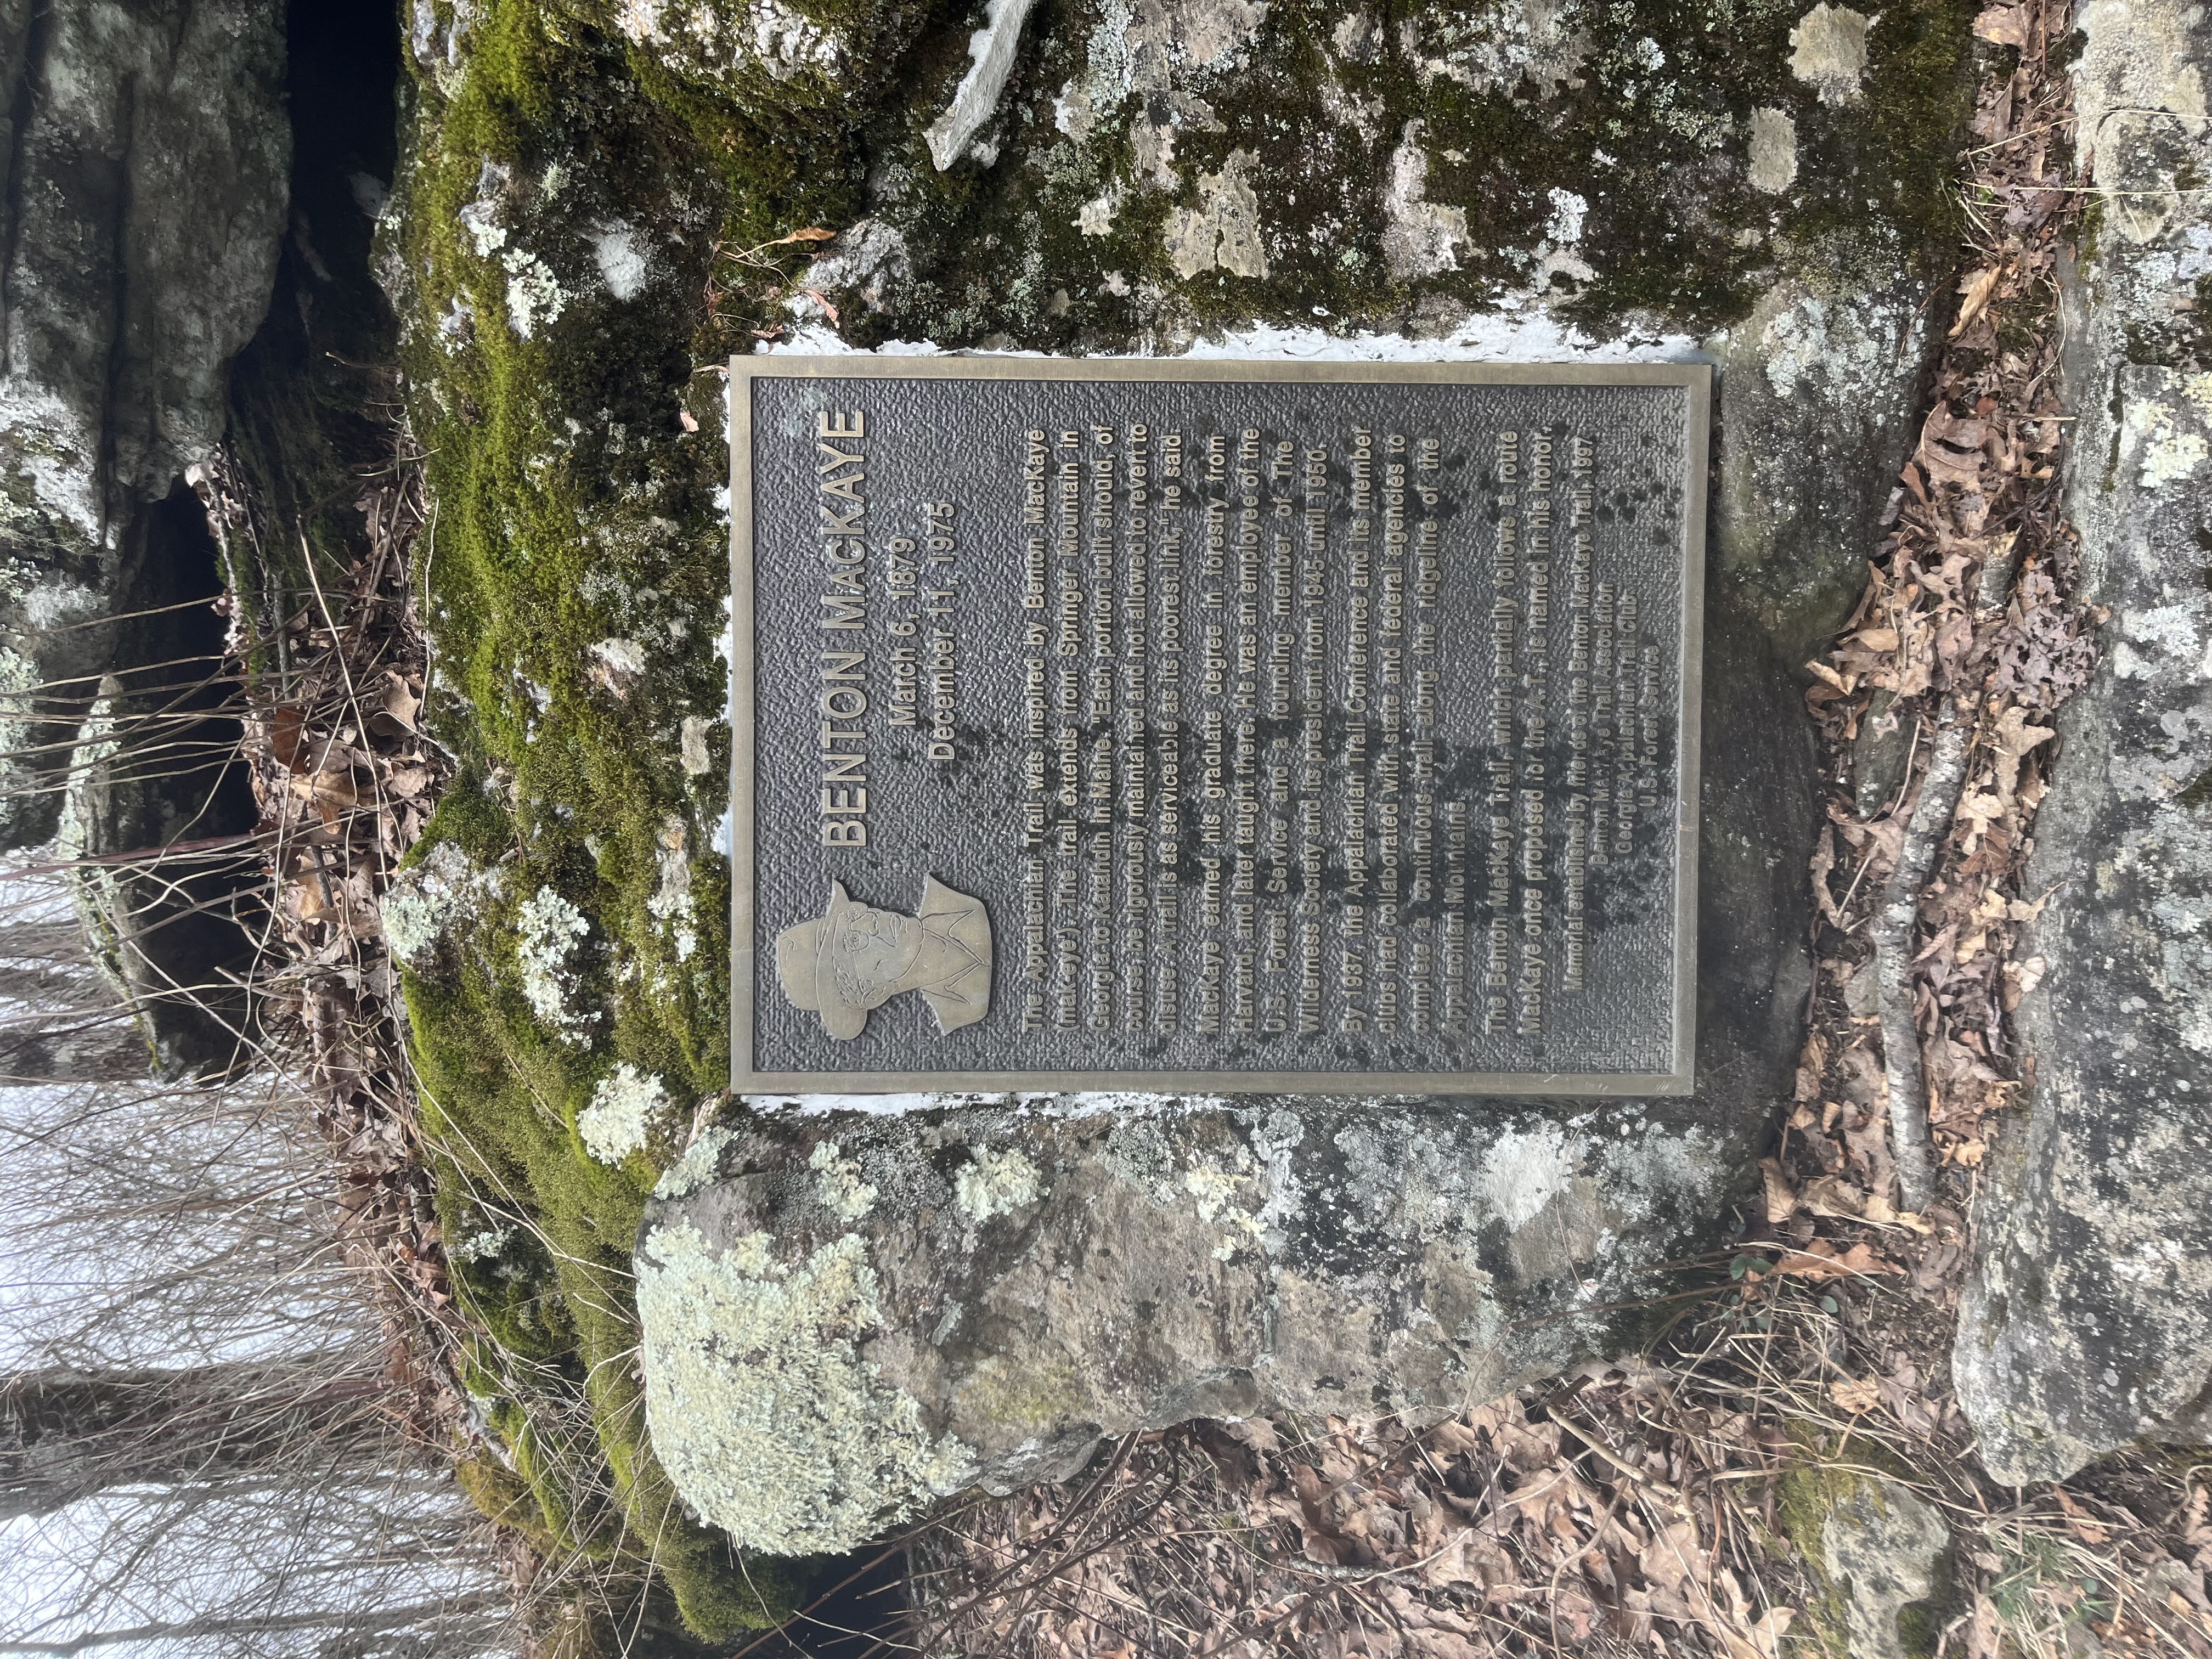 BENTON MACKAYE
March 6, 1879
December 11, 1975
The Appalachian Trail was inspired by Benton MacKaye
(mak-eye'). The trail extends from Springer Mountain in
Georgia to Katahdin in Maine. "Each portion built should, of
course, be rigorously maintained and not allowed to revert to
disuse. A trail is as serviceable as its poorest link," he said.
MacKaye earned his graduate degree in forestry from
Harvard, and later taught there. He was an employee of the
U.S. Forest Service and a founding member of The
Wilderness Society and its president from 1945 until 1950.
By 1937, the Appalachian Trail Conference and its member
clubs had collaborated with state and federal agencies to
complete a continuous trail along the ridgeline of the
Appalachian Mountains.
The Benton MacKaye Trail, which partially follows a route
MacKaye once proposed for the A.T., is named in his honor.
Memorial established by friends of the Benton Mackaye Trail, 1997
Benton MacKaye Trail Association
Georgia Appalachian Trail Club
U.S. Forest Service